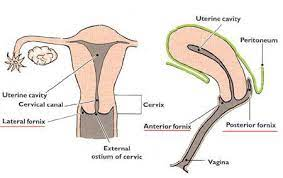 Uterine cavity
Peritoneum
Uterine cavity
Cervical canal
Lateral fornix
Cervix
Anterior fornix
Posterior fornix
External
ostium of cervic
Vagina